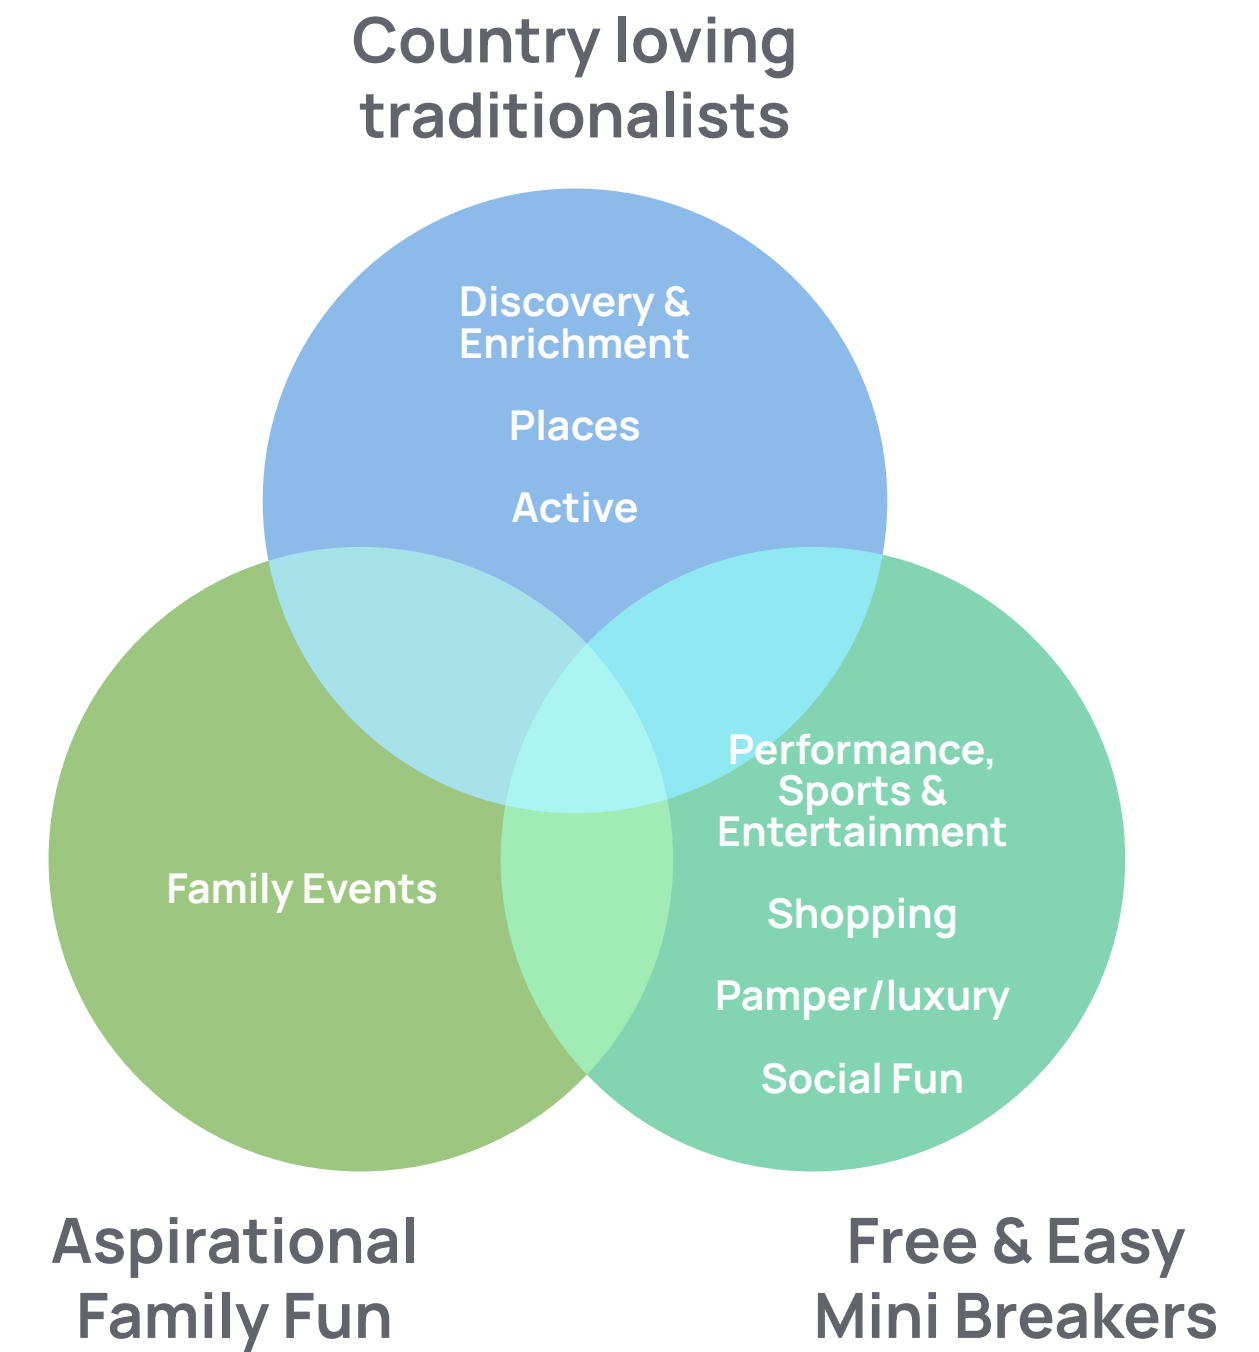 Country loving
traditionalists
Discovery &
Enrichment
Places
Active
Performance,
Sports &
Entertainment
Family Events
Shopping
Pamper/luxury
Social Fun
Aspirational
Family Fun
Free & Easy
Mini Breakers